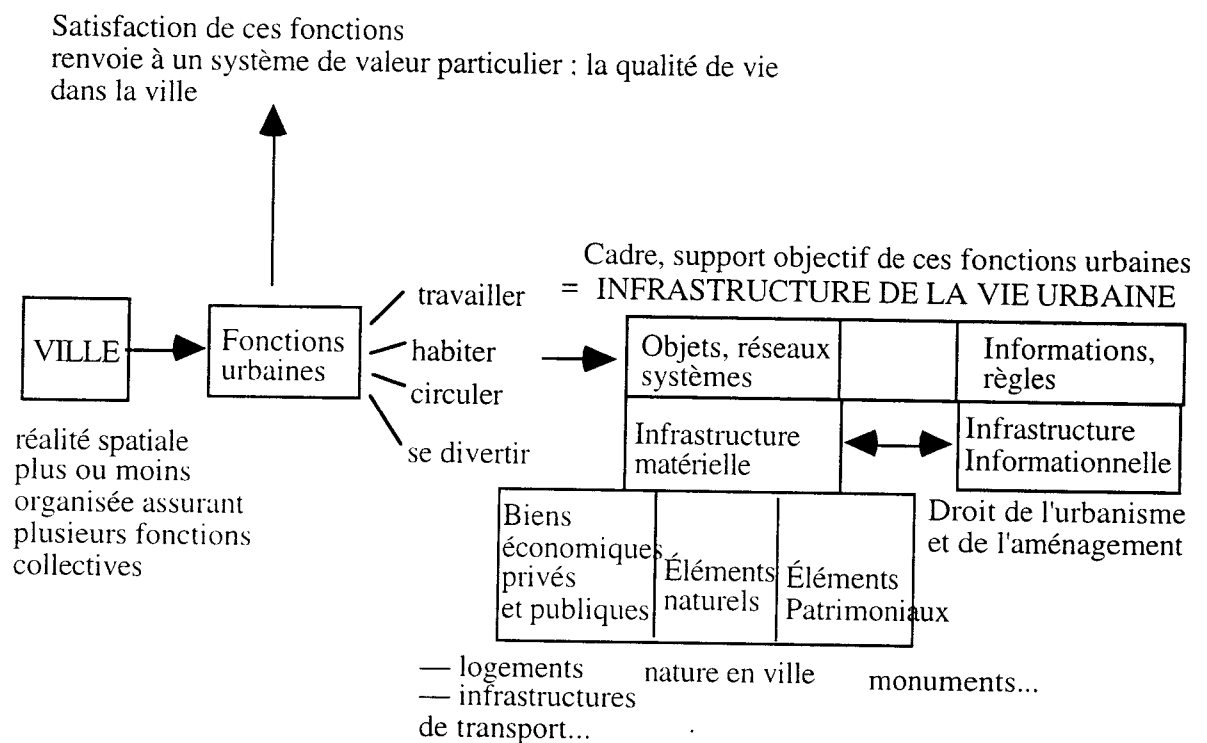 Satisfaction de ces fonctions
renvoie à un système de valeur particulier : la qualité de vie
dans la ville
Cadre, support objectif de ces fonctions urbaines
= INFRASTRUCTURE DE LA VIE URBAINE
VILLE
réalité spatiale
plus ou moins
organisée assurant
plusieurs fonctions
collectives
Fonctions
urbaines
travailler
habiter
circuler
se divertir
Objets, réseaux
systèmes
Informations,
règles
Infrastructure
matérielle
Infrastructure
Informationnelle
Droit de l'urbanisme
et de l'aménagement
Biens
économiques
privés
et publiques
Éléments
naturels
Éléments
Patrimoniaux
— logements
— infrastructures
de transport...
nature en ville
monuments...